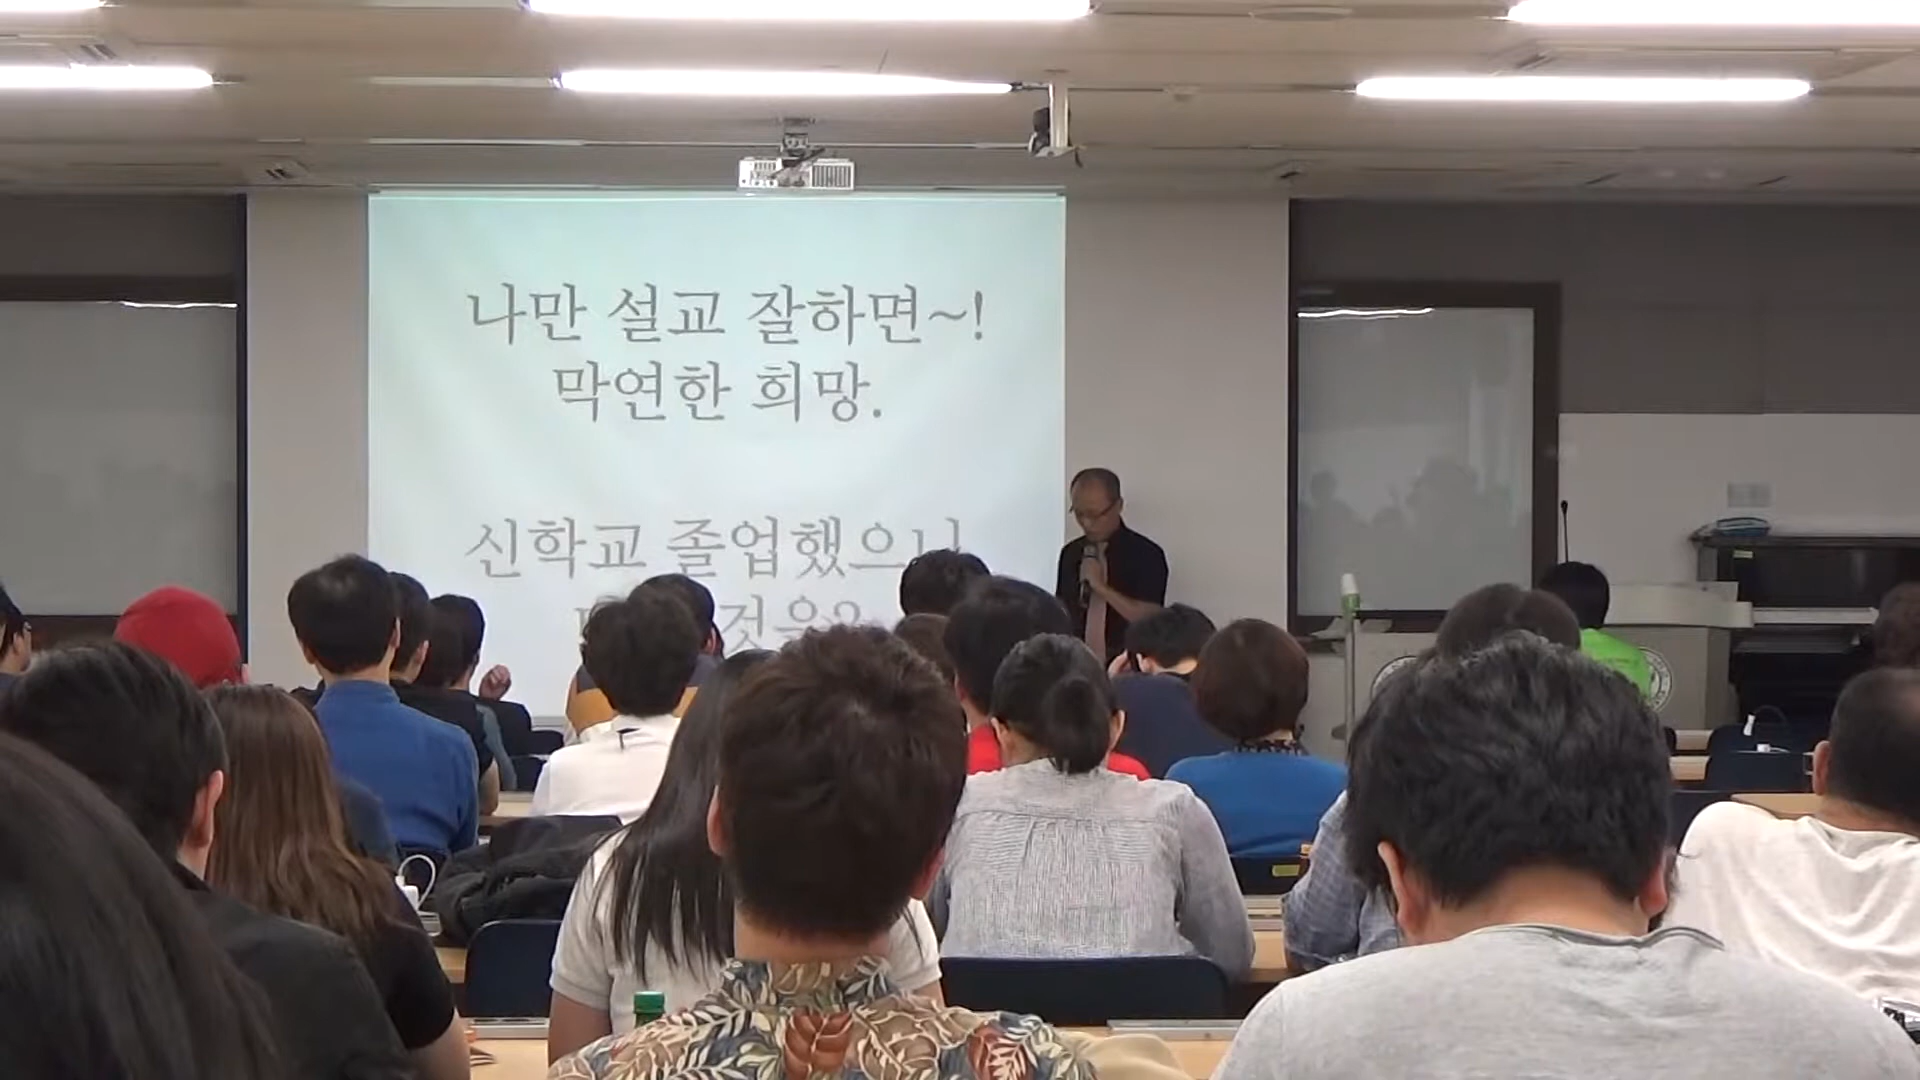 나만 설교 잘하면~!
막연한 희망.
신학교 졸업했으니